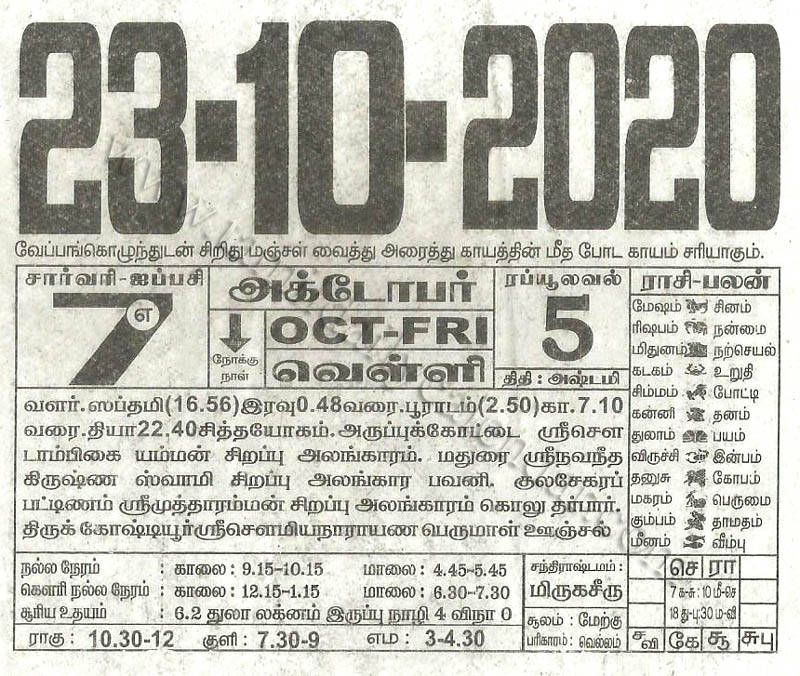 23-10-2020
வேப்பங்கொழுந்துடன் சிறிது மஞ்சள் வைத்து அரைத்து காயத்தின் மீத போட காயம் சரியாகும்.
சார்வரி-ஐப்பசி
7
எ
நோக்கு
நாள்
அக்டோபர்
OCT-FRI
வெள்ளி
ரப்யூலவல்
5
திதி : அஷ்டமி
ராசி-பலன்
மேஷம் சினம்
ரிஷபம் நன்மை
மிதுனம் நற்செயல்
கடகம் உறுதி
சிம்மம் போட்டி
கன்னி தனம்
துலாம் பயம்
விருச்சி இன்பம்
தனுசு கோபம்
மகரம் பெருமை
கும்பம் தாமதம்
மீனம் வீம்பு
வளர்.ஸப்தமி(16.56)இரவு0.48வரை.பூராடம்(2.50)கா.7.10
வரை.தியா22.40சித்தயோகம். அருப்புக்கோட்டை ஸ்ரீசௌ
டாம்பிகை யம்மன் சிறப்பு அலங்காரம். மதுரை ஸ்ரீநவநீத
கிருஷ்ண ஸ்வாமி சிறப்பு அலங்கார பவனி. குலசேகரப்
பட்டிணம் ஸ்ரீமுத்தாரம்மன் சிறப்பு அலங்காரம் கொலு தர்பார்.
திருக் கோஷ்டியூர்ஸ்ரீசௌமியநாராயண பெருமாள் ஊஞ்சல்
நல்ல நேரம் : காலை: 9.15-10.15 மாலை: 4.45-5.45
கௌரி நல்ல நேரம் : காலை: 12.15-1.15 மாலை: 6.30-7.30
சூரிய உதயம் : 6.2 துலா லக்னம் இருப்பு நாழி 4 விநா 0
ராகு : 10.30-12 குளி : 7.30-9 எம : 3-4.30
சந்திராஷ்டமம் :
மிருகசீரு
சூலம் : மேற்கு
பரிகாரம் : வெல்லம்
செ ரா
7 க-சு : 10 மீ-செ
18 து-பு : 30 ம-வி
ச வி கே சூ சுபு